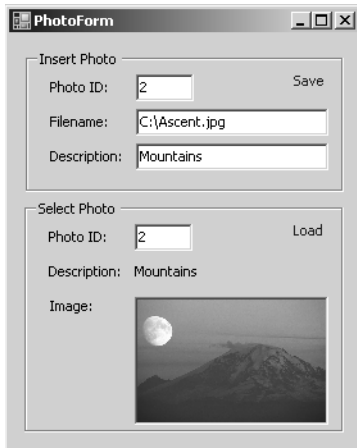 PhotoForm
Insert Photo
Photo ID: 2 Save
Filename: C:\Ascent.jpg
Description: Mountains
Select Photo
Photo ID: 2 Load
Description: Mountains
Image: